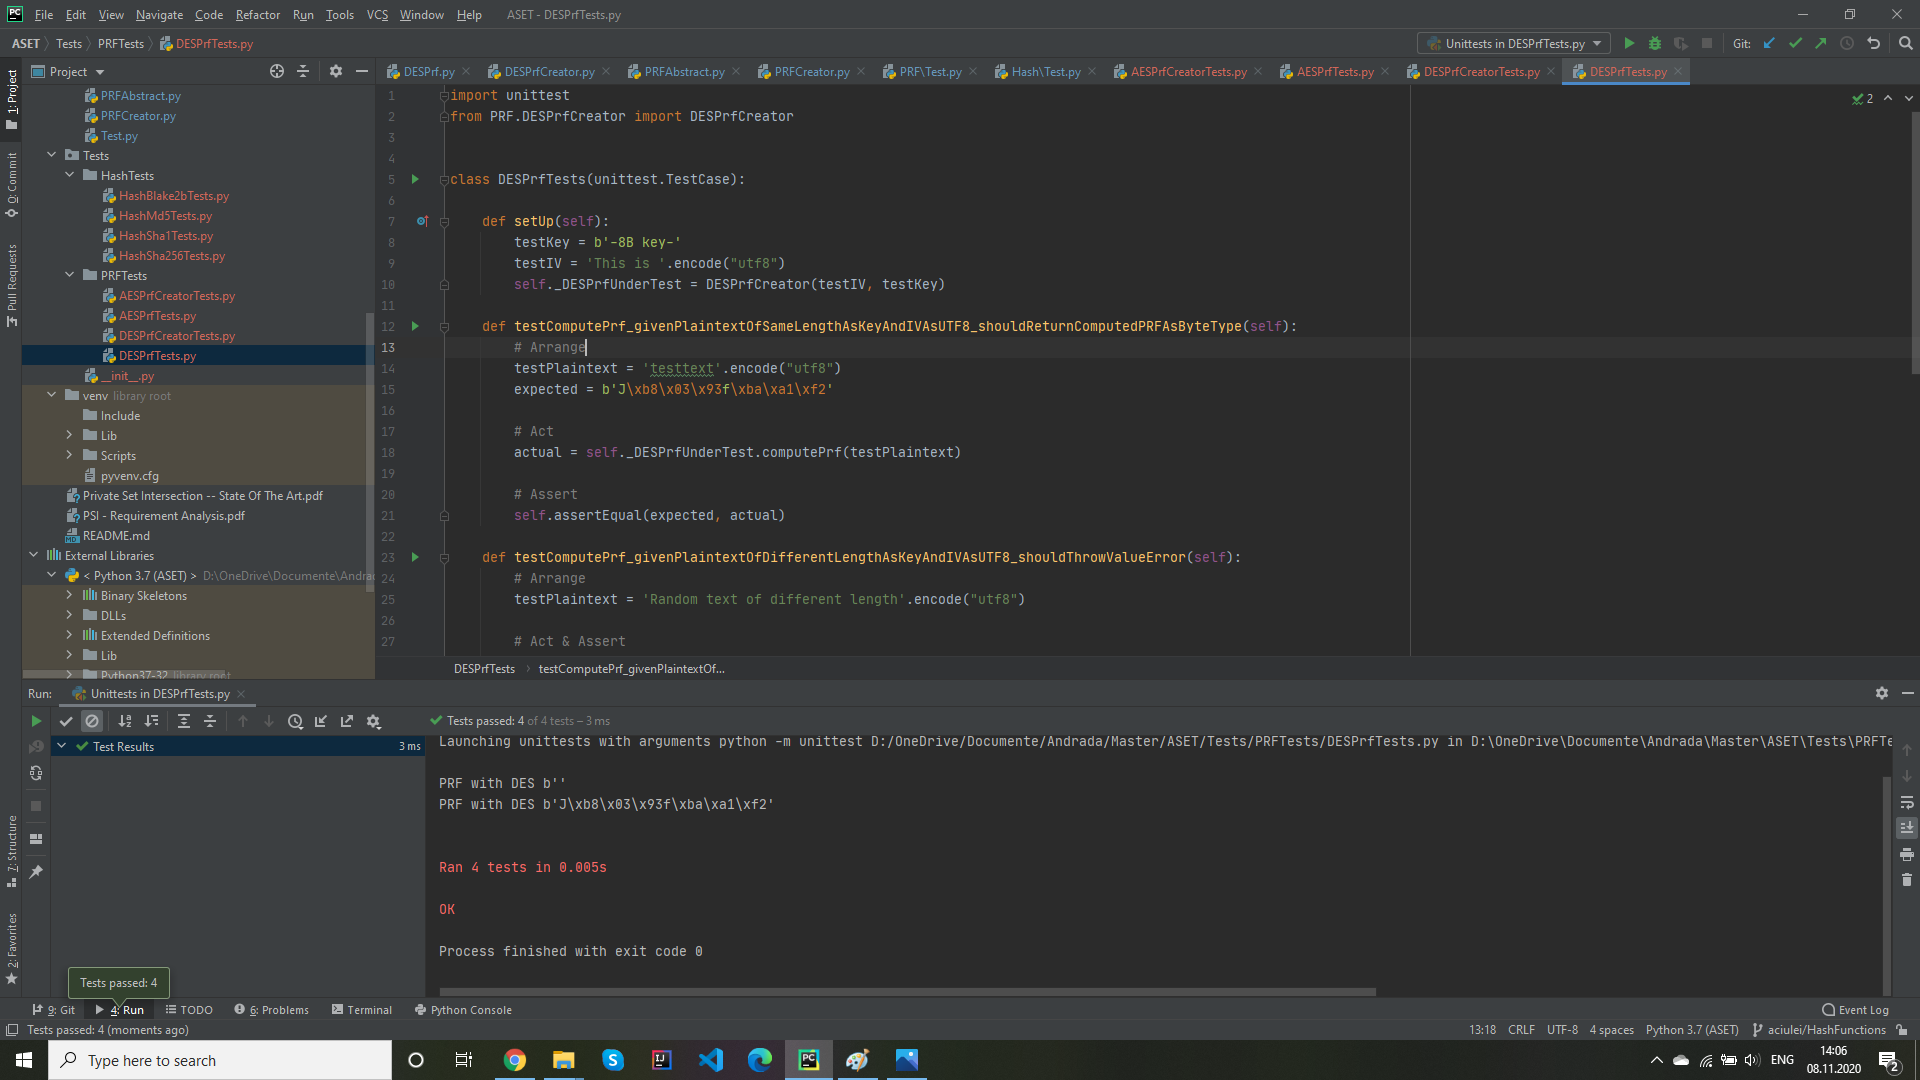 File Edit View Navigate Code Refactor Run Tools VCS Window Help ASET - DESPrfTests.py
ASET Tests PRFTests DESPrfTests.py Unittests in DESPrfTests.py Git:
Project DESPrf.py DESPrfCreator.py PRFAbstract.py PRFCreator.py PRF\Test.py Hash\Test.py AESPrfCreatorTests.py AESPrfTests.py DESPrfCreatorTests.py DESPrfTests.py
1: Project
0: Commit
Pull Requests
7: Structure
2: Favorites
PRFAbstract.py
PRFCreator.py
Test.py
Tests
HashTests
HashBlake2bTests.py
HashMd5Tests.py
HashSha1Tests.py
HashSha256Tests.py
PRFTests
AESPrfCreatorTests.py
AESPrfTests.py
DESPrfCreatorTests.py
DESPrfTests.py
__init__.py
venv library root
Include
Lib
Scripts
pyvenv.cfg
Private Set Intersection -- State Of The Art.pdf
PSI - Requirement Analysis.pdf
README.md
External Libraries
< Python 3.7 (ASET) > D:\OneDrive\Documente\Andrad
Binary Skeletons
DLLs
Extended Definitions
Lib
Python37-32 library root
2
1 import unittest
2 from PRF.DESPrfCreator import DESPrfCreator
3
4
5 class DESPrfTests(unittest.TestCase):
6
7 def setUp(self):
8 testKey = b'-8B key-'
9 testIV = 'This is '.encode("utf8")
10 self._DESPrfUnderTest = DESPrfCreator(testIV, testKey)
11
12 def testComputePrf_givenPlaintextOfSameLengthAsKeyAndIVAsUTF8_shouldReturnComputedPRFAsByteType(self):
13 # Arrange
14 testPlaintext = 'testtext'.encode("utf8")
15 expected = b'J\xb8\x03\x93f\xba\xa1\xf2'
16
17 # Act
18 actual = self._DESPrfUnderTest.computePrf(testPlaintext)
19
20 # Assert
21 self.assertEqual(expected, actual)
22
23 def testComputePrf_givenPlaintextOfDifferentLengthAsKeyAndIVAsUTF8_shouldThrowValueError(self):
24 # Arrange
25 testPlaintext = 'Random text of different length'.encode("utf8")
26
27 # Act & Assert
DESPrfTests testComputePrf_givenPlaintextOf...
Run: Unittests in DESPrfTests.py
Tests passed: 4 of 4 tests – 3 ms
Test Results 3 ms
Launching unittests with arguments python -m unittest D:/OneDrive/Documente/Andrada/Master/ASET/Tests/PRFTests/DESPrfTests.py in D:\OneDrive\Documente\Andrada\Master\ASET\Tests\PRFTe
PRF with DES b''
PRF with DES b'J\xb8\x03\x93f\xba\xa1\xf2'
Ran 4 tests in 0.005s
OK
Process finished with exit code 0
Tests passed: 4
9: Git 4: Run TODO 6: Problems Terminal Python Console Event Log
Tests passed: 4 (moments ago) 13:18 CRLF UTF-8 4 spaces Python 3.7 (ASET) aciulei/HashFunctions
Type here to search ENG 14:06
08.11.2020 2